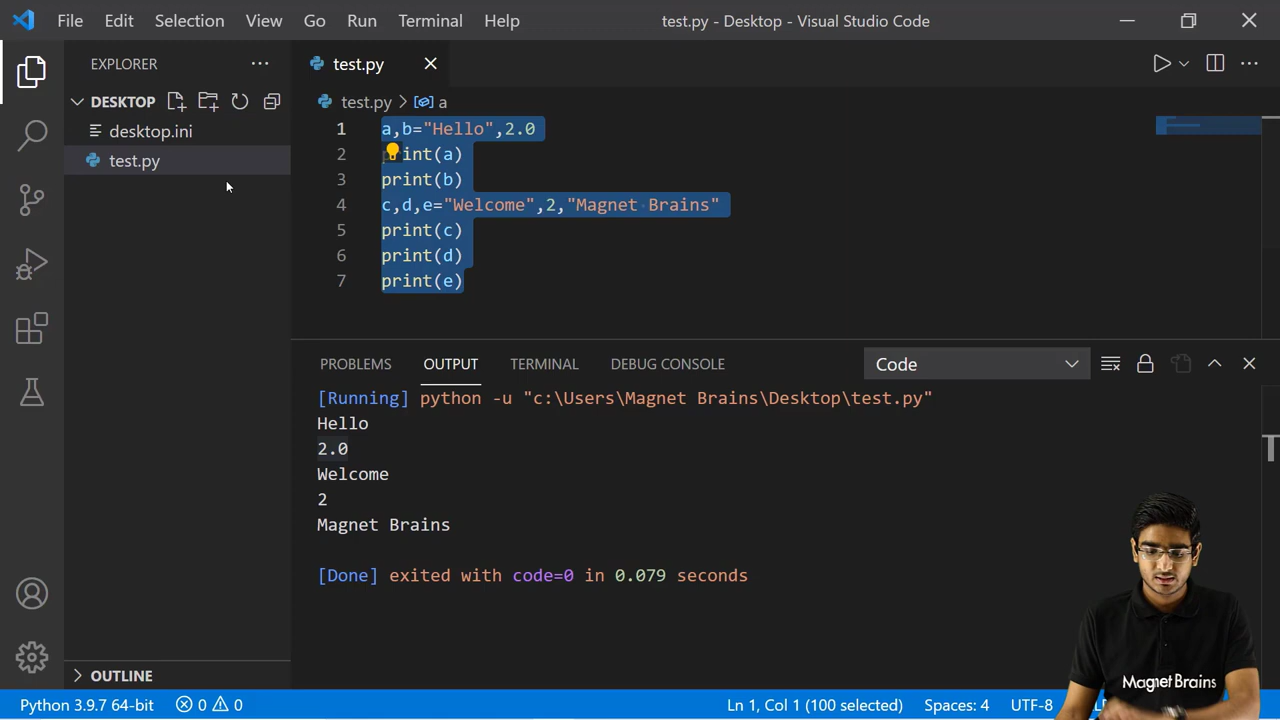 File Edit Selection View Go Run Terminal Help test.py - Desktop - Visual Studio Code
EXPLORER
test.py
DESKTOP
test.py > a
desktop.ini
test.py
1 a,b="Hello",2.0
2 print(a)
3 print(b)
4 c,d,e="Welcome",2,"Magnet Brains"
5 print(c)
6 print(d)
7 print(e)
PROBLEMS OUTPUT TERMINAL DEBUG CONSOLE Code
[Running] python -u "c:\Users\Magnet Brains\Desktop\test.py"
Hello
2.0
Welcome
2
Magnet Brains
[Done] exited with code=0 in 0.079 seconds
OUTLINE
Magnet Brains
Python 3.9.7 64-bit 0 0 Ln 1, Col 1 (100 selected) Spaces: 4 UTF-8